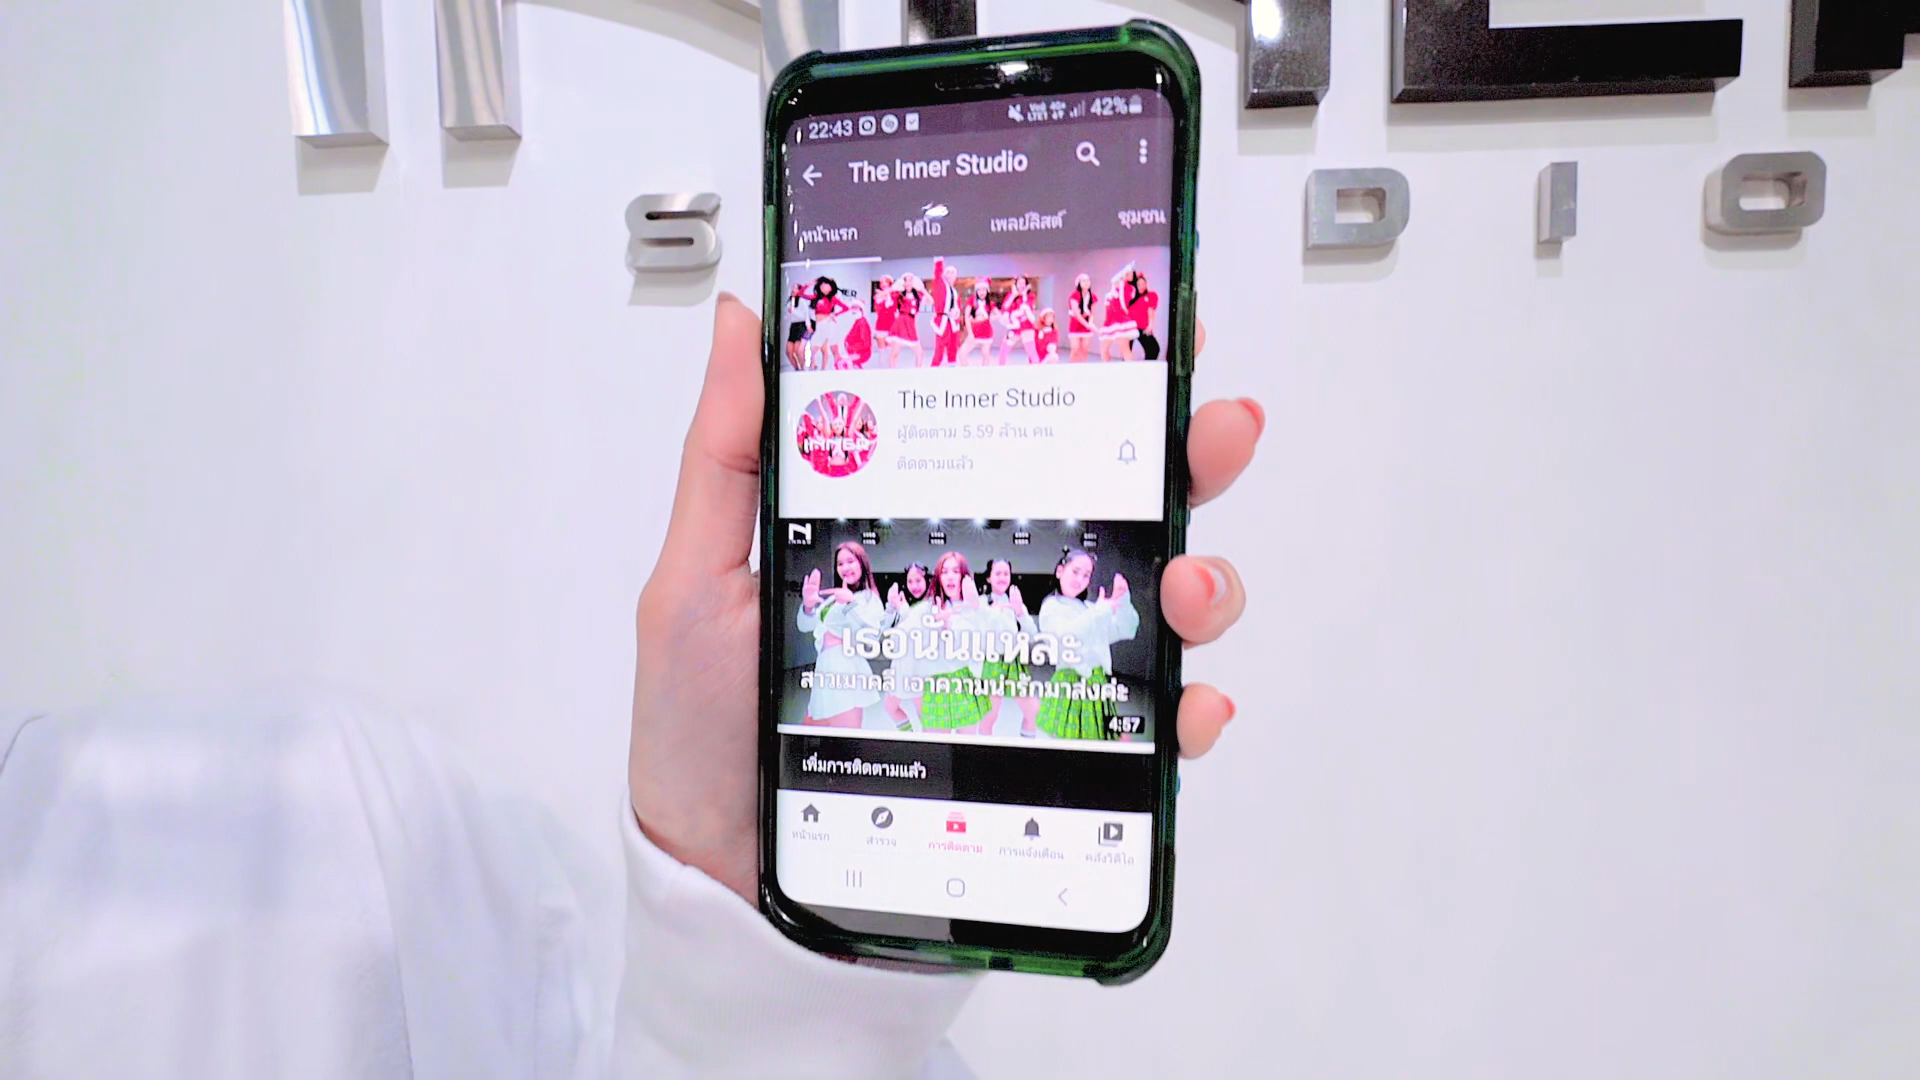 22:43 42%
The Inner Studio
หน้าแรก วิดีโอ เพลย์ลิสต์ ชุมชน
The Inner Studio
ผู้ติดตาม 5.59 ล้าน คน
ติดตามแล้ว
INNER
เธอนั่นแหละ
สาวเมาคลี เอาความน่ารักมาส่งค่ะ
4:57
เพิ่มการติดตามแล้ว
หน้าแรก สำรวจ การติดตาม การแจ้งเตือน คลังวิดีโอ
S D I O